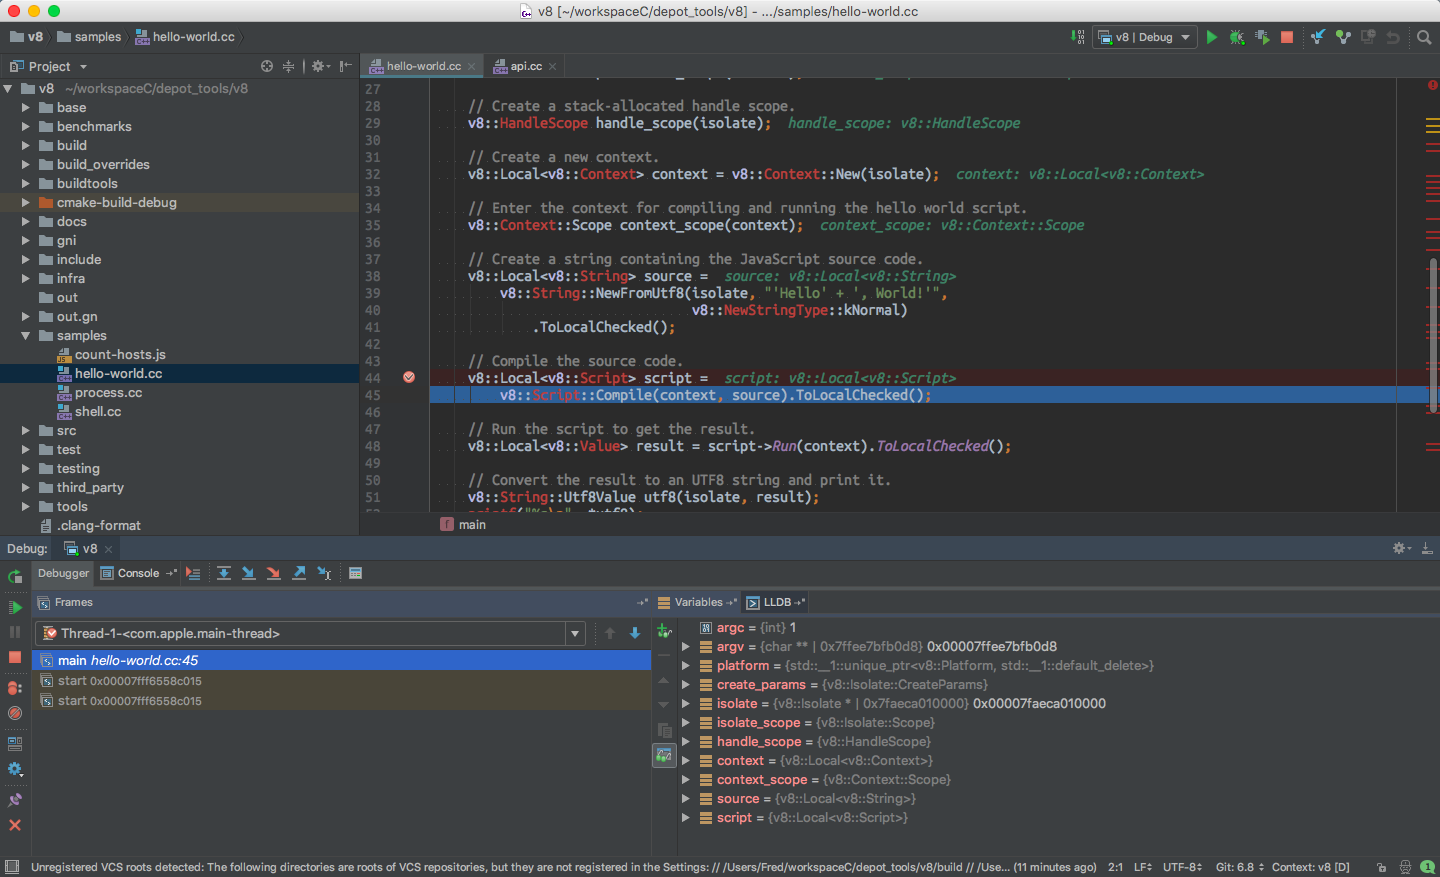 v8 [~/workspaceC/depot_tools/v8] - .../samples/hello-world.cc
v8 samples hello-world.cc
v8 | Debug
Project
hello-world.cc api.cc
v8 ~/workspaceC/depot_tools/v8
base
benchmarks
build
build_overrides
buildtools
cmake-build-debug
docs
gni
include
infra
out
out.gn
samples
count-hosts.js
hello-world.cc
process.cc
shell.cc
src
test
testing
third_party
tools
.clang-format
27
28 // Create a stack-allocated handle scope.
29 v8::HandleScope handle_scope(isolate); handle_scope: v8::HandleScope
30
31 // Create a new context.
32 v8::Local<v8::Context> context = v8::Context::New(isolate); context: v8::Local<v8::Context>
33
34 // Enter the context for compiling and running the hello world script.
35 v8::Context::Scope context_scope(context); context_scope: v8::Context::Scope
36
37 // Create a string containing the JavaScript source code.
38 v8::Local<v8::String> source = source: v8::Local<v8::String>
39 v8::String::NewFromUtf8(isolate, "'Hello' + ', World!'",
40 v8::NewStringType::kNormal)
41 .ToLocalChecked();
42
43 // Compile the source code.
44 v8::Local<v8::Script> script = script: v8::Local<v8::Script>
45 v8::Script::Compile(context, source).ToLocalChecked();
46
47 // Run the script to get the result.
48 v8::Local<v8::Value> result = script->Run(context).ToLocalChecked();
49
50 // Convert the result to an UTF8 string and print it.
51 v8::String::Utf8Value utf8(isolate, result);
f main
Debug: v8
Debugger Console
Frames
Variables LLDB
Thread-1-<com.apple.main-thread>
main hello-world.cc:45
start 0x00007fff6558c015
start 0x00007fff6558c015
argc = {int} 1
argv = {char ** | 0x7ffee7bfb0d8} 0x00007ffee7bfb0d8
platform = {std::__1::unique_ptr<v8::Platform, std::__1::default_delete>}
create_params = {v8::Isolate::CreateParams}
isolate = {v8::Isolate * | 0x7faeca010000} 0x00007faeca010000
isolate_scope = {v8::Isolate::Scope}
handle_scope = {v8::HandleScope}
context = {v8::Local<v8::Context>}
context_scope = {v8::Context::Scope}
source = {v8::Local<v8::String>}
script = {v8::Local<v8::Script>}
Unregistered VCS roots detected: The following directories are roots of VCS repositories, but they are not registered in the Settings: // /Users/Fred/workspaceC/depot_tools/v8/build // /Use... (11 minutes ago) 2:1 LF UTF-8 Git: 6.8 Context: v8 [D] 1